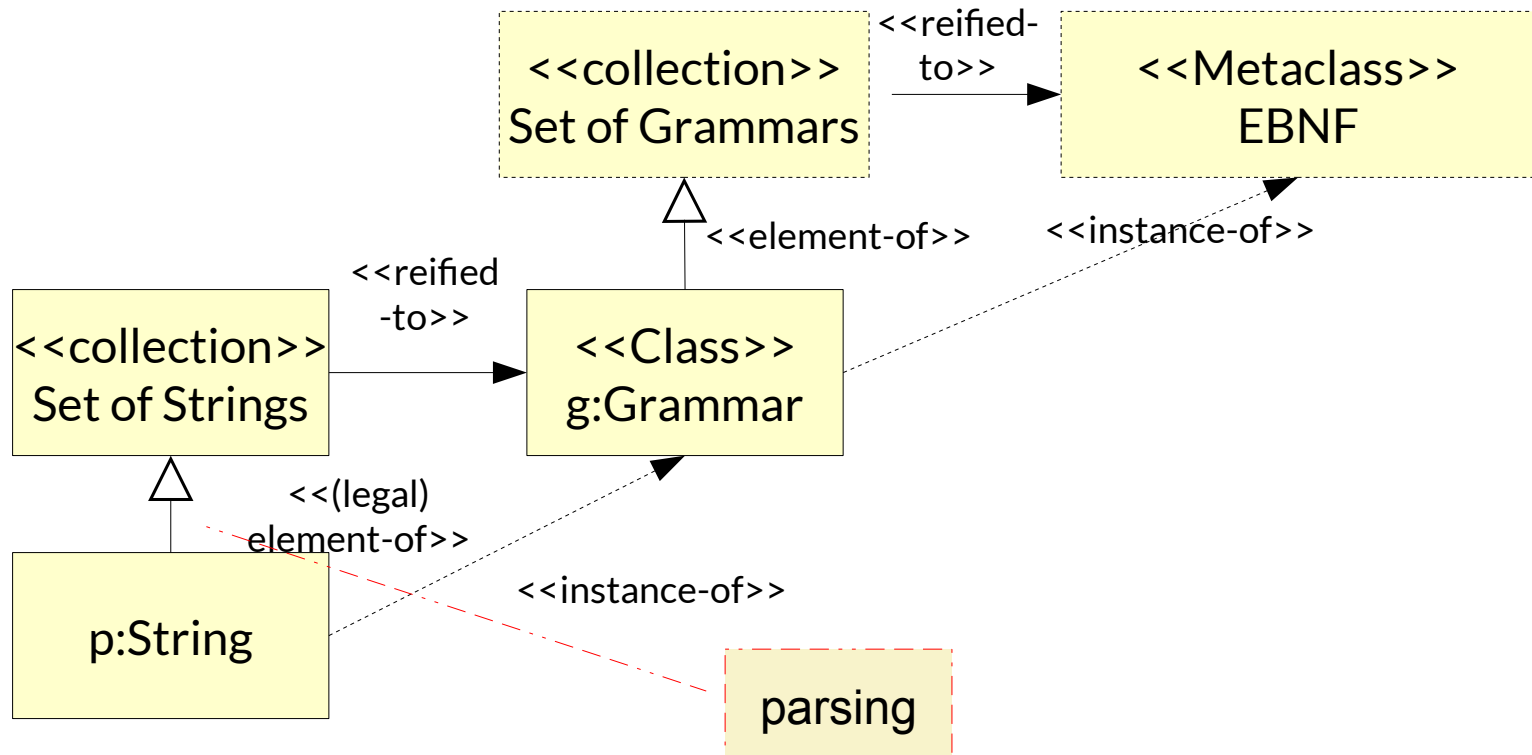 <<collection>>
Set of Grammars
<<reified-
to>>
<<Metaclass>>
EBNF
<<element-of>>
<<instance-of>>
<<collection>>
Set of Strings
<<reified
-to>>
<<Class>>
g:Grammar
<<(legal)
element-of>>
<<instance-of>>
p:String
parsing